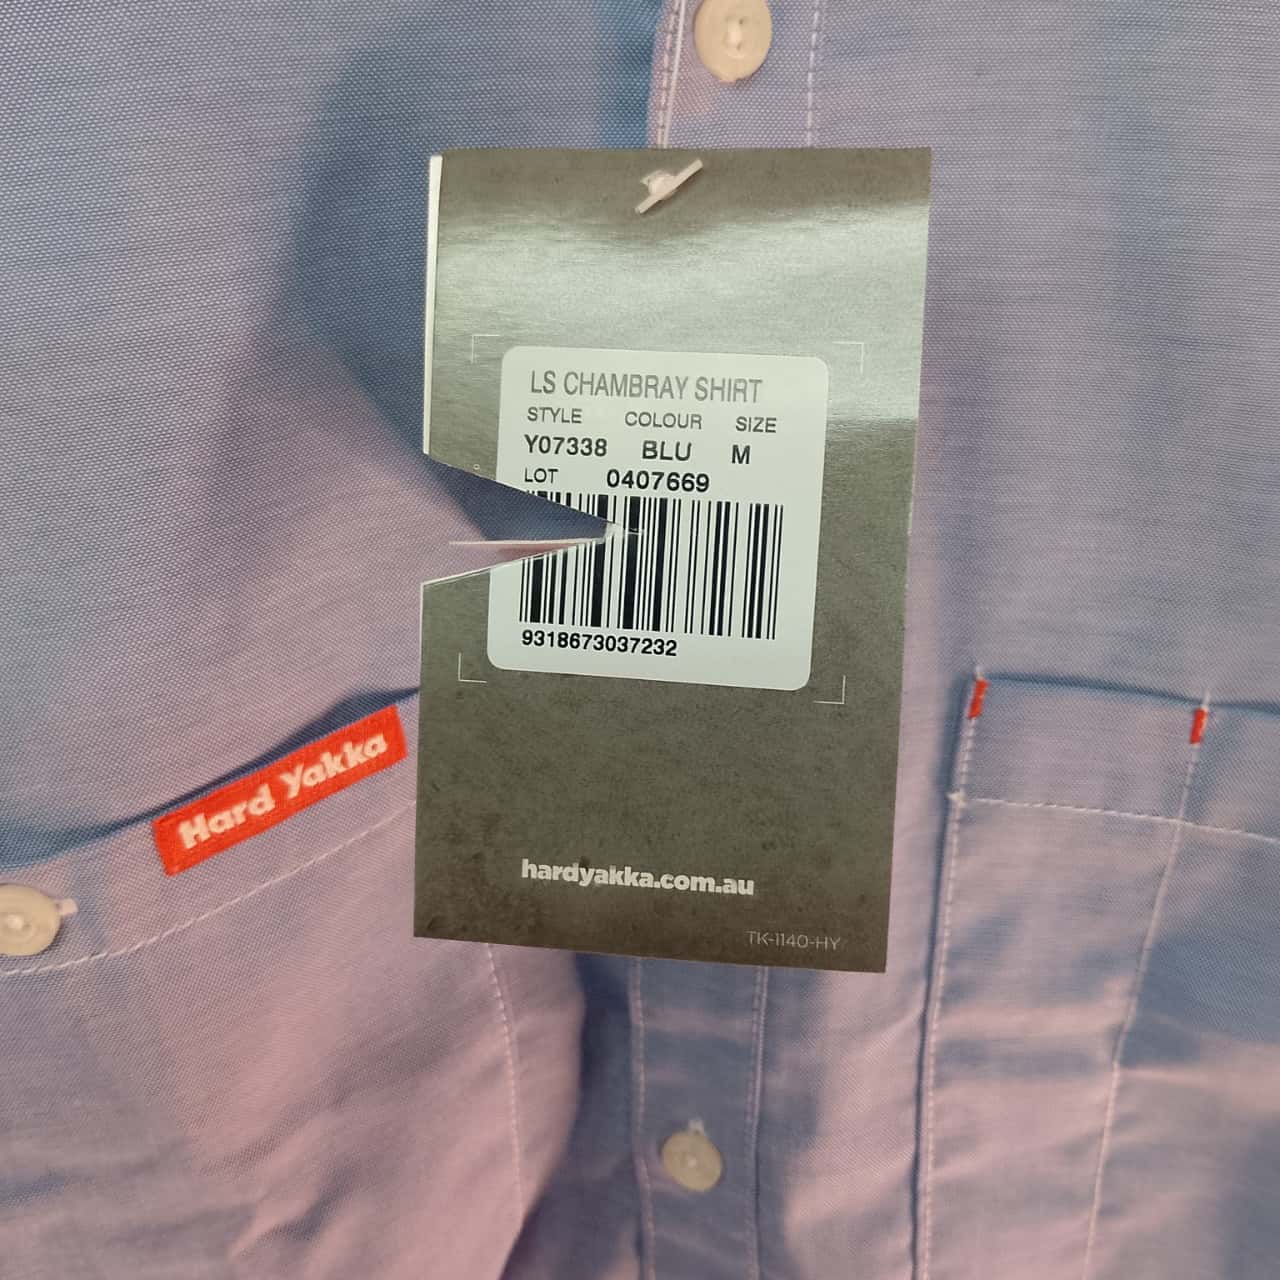 LS CHAMBRAY SHIRT
STYLE COLOUR SIZE
Y07338 BLU M
LOT 0407669
9318673037232
Hard Yakka
hardyakka.com.au
TK-1140-HY